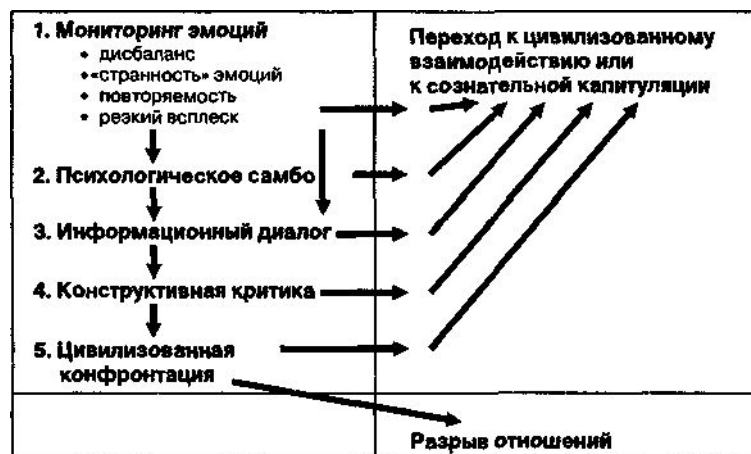 1. Мониторинг эмоций
дисбаланс
«странность» эмоций
повторяемость
резкий всплеск
2. Психологическое самбо
3. Информационный диалог
4. Конструктивная критика
5. Цивилизованная
конфронтация
Переход к цивилизованному
взаимодействию или
к сознательной капитуляции
Разрыв отношений